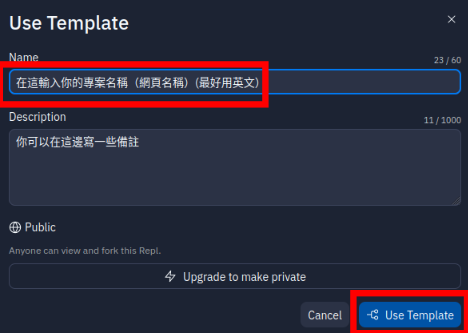 Use Template
Name
23 / 60
在這輸入你的專案名稱（網頁名稱）(最好用英文)
Description
11 / 1000
你可以在這邊寫一些備註
Public
Anyone can view and fork this Repl.
Upgrade to make private
Cancel
Use Template